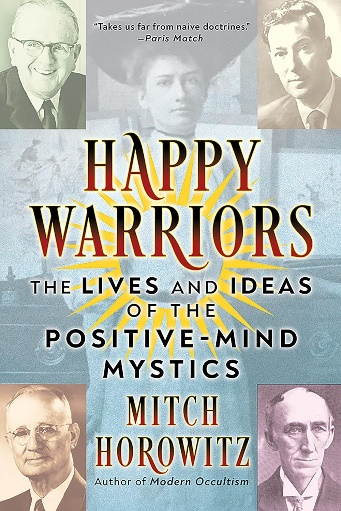 "Takes us far from naive doctrines."
—Paris Match
HAPPY
WARRIORS
THE LIVES AND IDEAS
OF THE
POSITIVE-MIND
MYSTICS
MITCH
HOROWITZ
Author of Modern Occultism